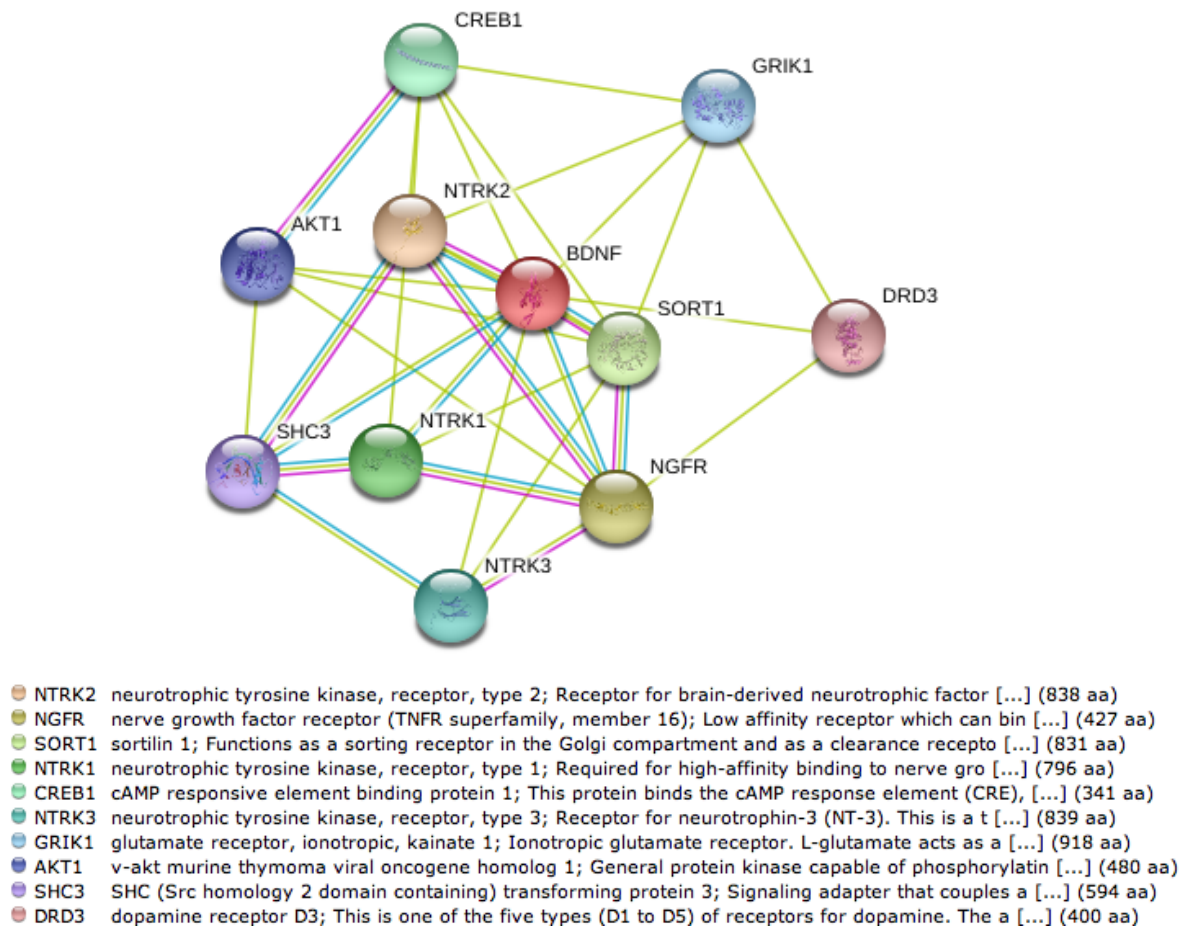 CREB1
GRIK1
NTRK2
AKT1
BDNF
DRD3
SORT1
NTRK1
SHC3
NGFR
NTRK3
NTRK2 neurotrophic tyrosine kinase, receptor, type 2; Receptor for brain-derived neurotrophic factor [...] (838 aa)
NGFR nerve growth factor receptor (TNFR superfamily, member 16); Low affinity receptor which can bin [...] (427 aa)
SORT1 sortilin 1; Functions as a sorting receptor in the Golgi compartment and as a clearance recepto [...] (831 aa)
NTRK1 neurotrophic tyrosine kinase, receptor, type 1; Required for high-affinity binding to nerve gro [...] (796 aa)
CREB1 cAMP responsive element binding protein 1; This protein binds the cAMP response element (CRE), [...] (341 aa)
NTRK3 neurotrophic tyrosine kinase, receptor, type 3; Receptor for neurotrophin-3 (NT-3). This is a t [...] (839 aa)
GRIK1 glutamate receptor, ionotropic, kainate 1; Ionotropic glutamate receptor. L-glutamate acts as a [...] (918 aa)
AKT1 v-akt murine thymoma viral oncogene homolog 1; General protein kinase capable of phosphorylatin [...] (480 aa)
SHC3 SHC (Src homology 2 domain containing) transforming protein 3; Signaling adapter that couples a [...] (594 aa)
DRD3 dopamine receptor D3; This is one of the five types (D1 to D5) of receptors for dopamine. The a [...] (400 aa)